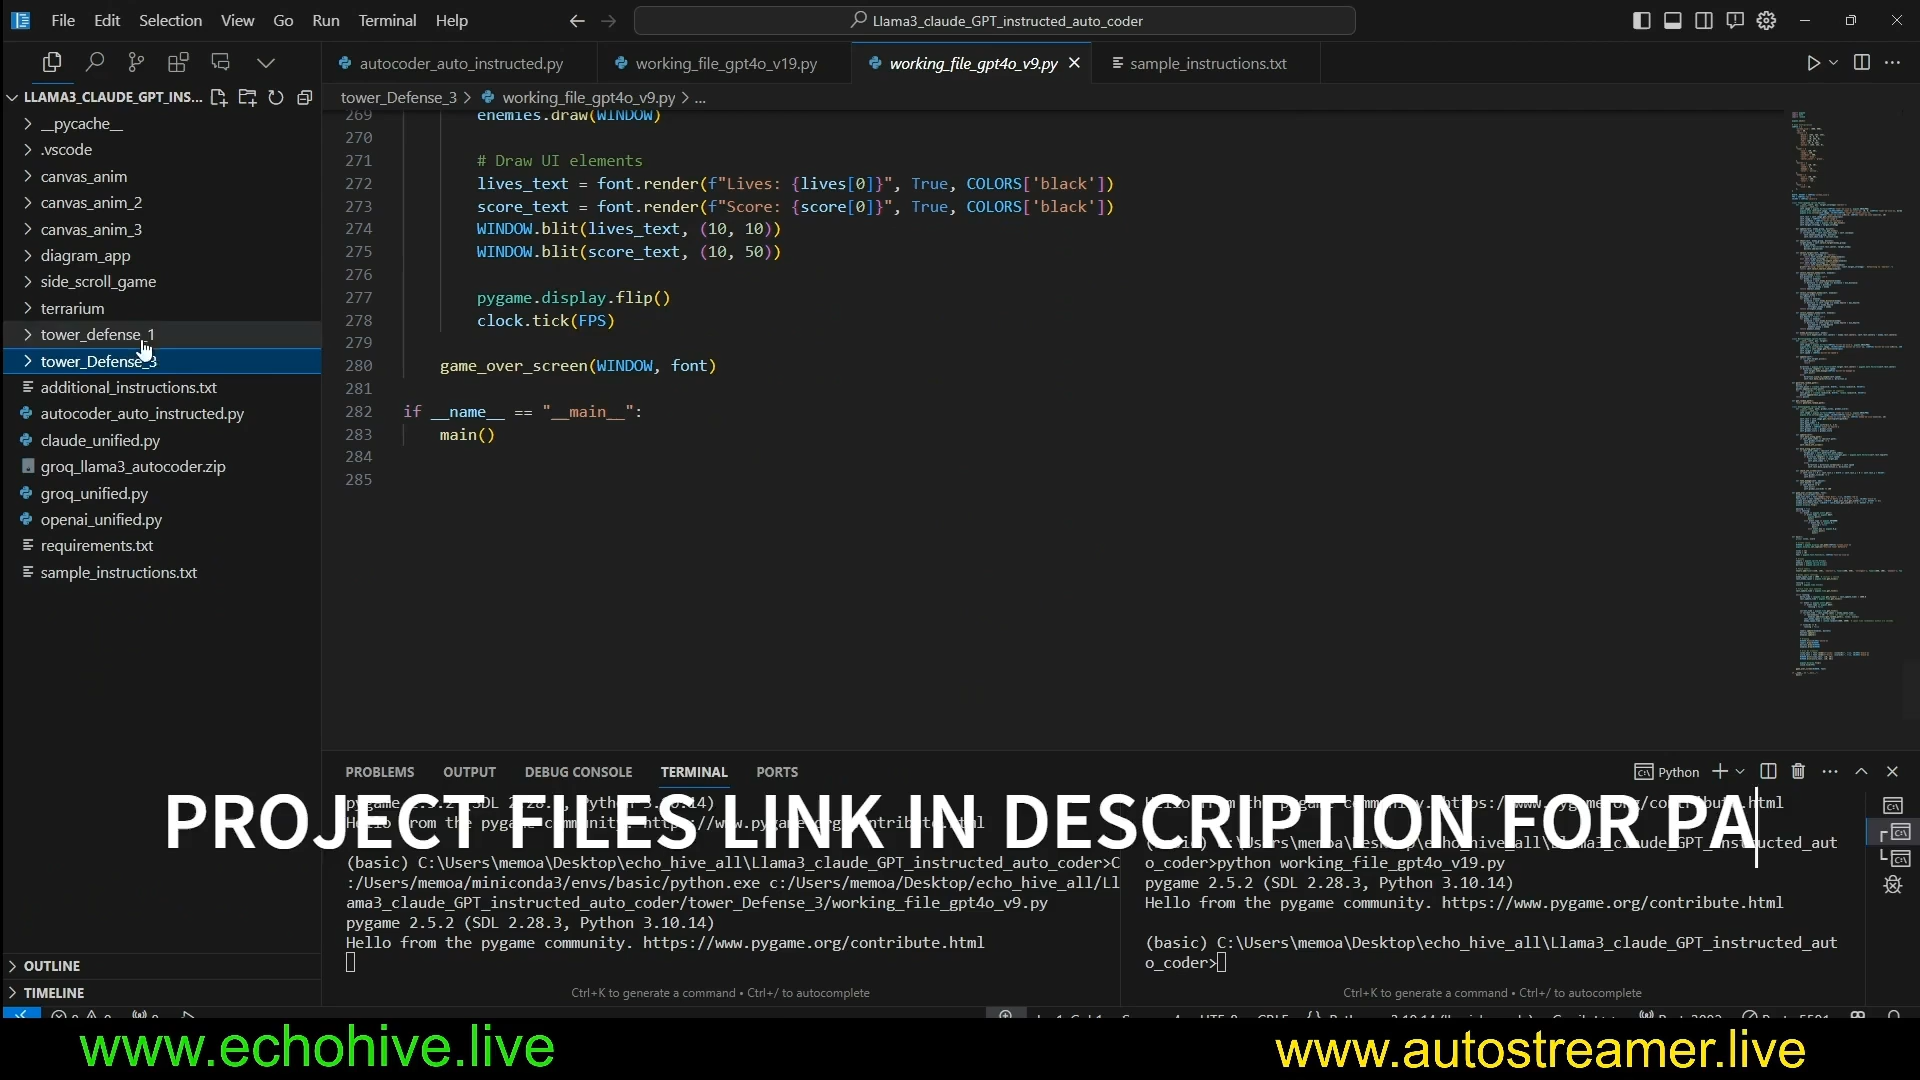 File Edit Selection View Go Run Terminal Help
Llama3_claude_GPT_instructed_auto_coder
LLAMA3_CLAUDE_GPT_INS...
__pycache__
.vscode
canvas_anim
canvas_anim_2
canvas_anim_3
diagram_app
side_scroll_game
terrarium
tower_defense_1
tower_Defense_3
additional_instructions.txt
autocoder_auto_instructed.py
claude_unified.py
groq_llama3_autocoder.zip
groq_unified.py
openai_unified.py
requirements.txt
sample_instructions.txt
OUTLINE
TIMELINE
autocoder_auto_instructed.py working_file_gpt4o_v19.py working_file_gpt4o_v9.py sample_instructions.txt
tower_Defense_3 > working_file_gpt4o_v9.py > ...
269 enemies.draw(WINDOW)
270
271 # Draw UI elements
272 lives_text = font.render(f"Lives: {lives[0]}", True, COLORS['black'])
273 score_text = font.render(f"Score: {score[0]}", True, COLORS['black'])
274 WINDOW.blit(lives_text, (10, 10))
275 WINDOW.blit(score_text, (10, 50))
276
277 pygame.display.flip()
278 clock.tick(FPS)
279
280 game_over_screen(WINDOW, font)
281
282 if __name__ == "__main__":
283 main()
284
285
PROBLEMS OUTPUT DEBUG CONSOLE TERMINAL PORTS
Python
PROJECT FILES LINK IN DESCRIPTION FOR PA
(basic) C:\Users\memoa\Desktop\echo_hive_all\Llama3_claude_GPT_instructed_auto_coder>C
:/Users/memoa/miniconda3/envs/basic/python.exe c:/Users/memoa/Desktop/echo_hive_all/Ll
ama3_claude_GPT_instructed_auto_coder/tower_Defense_3/working_file_gpt4o_v9.py
pygame 2.5.2 (SDL 2.28.3, Python 3.10.14)
Hello from the pygame community. https://www.pygame.org/contribute.html
Ctrl+K to generate a command • Ctrl+/ to autocomplete
o_coder>python working_file_gpt4o_v19.py
pygame 2.5.2 (SDL 2.28.3, Python 3.10.14)
Hello from the pygame community. https://www.pygame.org/contribute.html
(basic) C:\Users\memoa\Desktop\echo_hive_all\Llama3_claude_GPT_instructed_aut
o_coder>
Ctrl+K to generate a command • Ctrl+/ to autocomplete
www.echohive.live
www.autostreamer.live